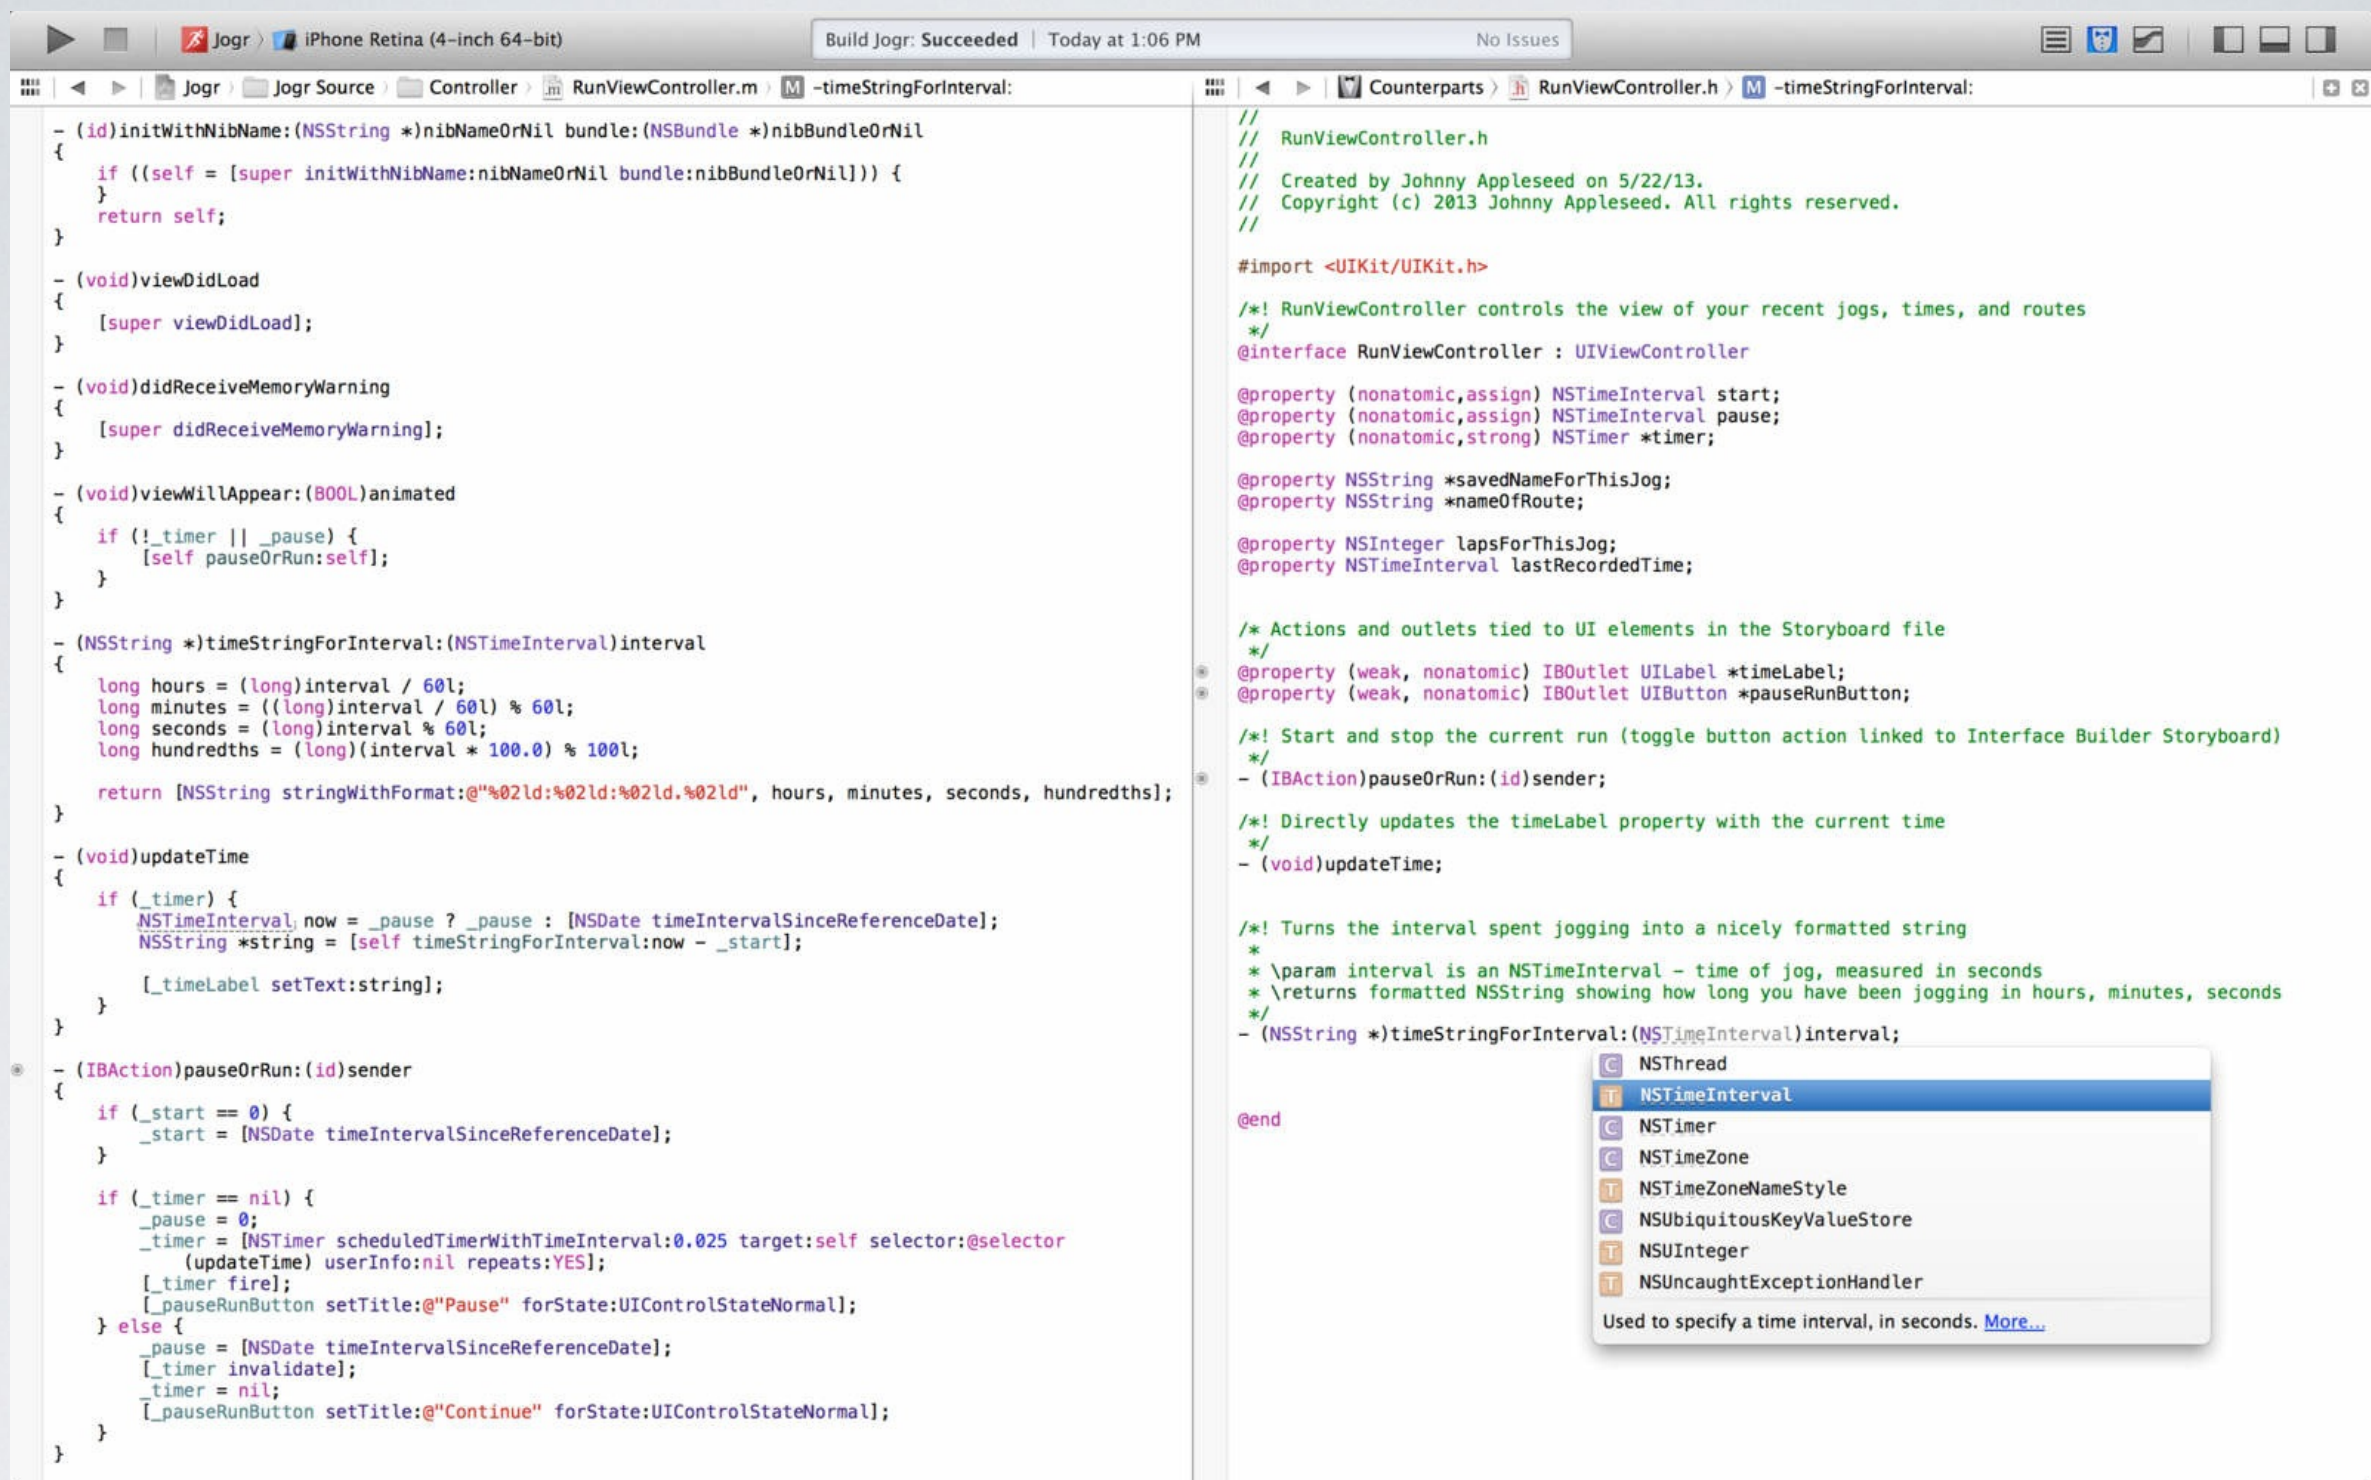 Jogr iPhone Retina (4-inch 64-bit)
Build Jogr: Succeeded | Today at 1:06 PM No Issues
Jogr Jogr Source Controller RunViewController.m M -timeStringForInterval:
- (id)initWithNibName:(NSString *)nibNameOrNil bundle:(NSBundle *)nibBundleOrNil
{
if ((self = [super initWithNibName:nibNameOrNil bundle:nibBundleOrNil])) {
}
return self;
}
- (void)viewDidLoad
{
[super viewDidLoad];
}
- (void)didReceiveMemoryWarning
{
[super didReceiveMemoryWarning];
}
- (void)viewWillAppear:(BOOL)animated
{
if (!_timer || _pause) {
[self pauseOrRun:self];
}
}
- (NSString *)timeStringForInterval:(NSTimeInterval)interval
{
long hours = (long)interval / 60l;
long minutes = ((long)interval / 60l) % 60l;
long seconds = (long)interval % 60l;
long hundredths = (long)(interval * 100.0) % 100l;
return [NSString stringWithFormat:@"%02ld:%02ld:%02ld.%02ld", hours, minutes, seconds, hundredths];
}
- (void)updateTime
{
if (_timer) {
NSTimeInterval now = _pause ? _pause : [NSDate timeIntervalSinceReferenceDate];
NSString *string = [self timeStringForInterval:now - _start];
[_timeLabel setText:string];
}
}
- (IBAction)pauseOrRun:(id)sender
{
if (_start == 0) {
_start = [NSDate timeIntervalSinceReferenceDate];
}
if (_timer == nil) {
_pause = 0;
_timer = [NSTimer scheduledTimerWithTimeInterval:0.025 target:self selector:@selector
(updateTime) userInfo:nil repeats:YES];
[_timer fire];
[_pauseRunButton setTitle:@"Pause" forState:UIControlStateNormal];
} else {
_pause = [NSDate timeIntervalSinceReferenceDate];
[_timer invalidate];
_timer = nil;
[_pauseRunButton setTitle:@"Continue" forState:UIControlStateNormal];
}
}
Counterparts RunViewController.h M -timeStringForInterval:
//
// RunViewController.h
//
// Created by Johnny Appleseed on 5/22/13.
// Copyright (c) 2013 Johnny Appleseed. All rights reserved.
//
#import <UIKit/UIKit.h>
/*! RunViewController controls the view of your recent jogs, times, and routes
*/
@interface RunViewController : UIViewController
@property (nonatomic,assign) NSTimeInterval start;
@property (nonatomic,assign) NSTimeInterval pause;
@property (nonatomic,strong) NSTimer *timer;
@property NSString *savedNameForThisJog;
@property NSString *nameOfRoute;
@property NSInteger lapsForThisJog;
@property NSTimeInterval lastRecordedTime;
/* Actions and outlets tied to UI elements in the Storyboard file
*/
@property (weak, nonatomic) IBOutlet UILabel *timeLabel;
@property (weak, nonatomic) IBOutlet UIButton *pauseRunButton;
/*! Start and stop the current run (toggle button action linked to Interface Builder Storyboard)
*/
- (IBAction)pauseOrRun:(id)sender;
/*! Directly updates the timeLabel property with the current time
*/
- (void)updateTime;
/*! Turns the interval spent jogging into a nicely formatted string
*
* \param interval is an NSTimeInterval - time of jog, measured in seconds
* \returns formatted NSString showing how long you have been jogging in hours, minutes, seconds
*/
- (NSString *)timeStringForInterval:(NSTimeInterval)interval;
C NSThread
T NSTimeInterval
C NSTimer
C NSTimeZone
T NSTimeZoneNameStyle
C NSUbiquitousKeyValueStore
T NSUInteger
T NSUncaughtExceptionHandler
Used to specify a time interval, in seconds. More...
@end